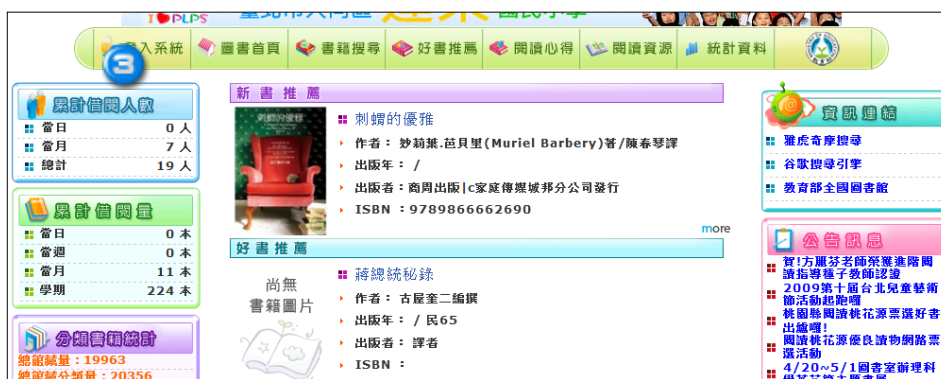 I PLPS
國民小學
③入系統
圖書首頁
書籍搜尋
好書推薦
閱讀心得
閱讀資源
統計資料
累計借閱人數
當日 0 人
當月 7 人
總計 19 人
累計借閱量
當日 0 本
當週 0 本
當月 11 本
學期 224 本
分類書籍統計
總館藏量：19963
總館藏分類量：20356
新書推薦
刺蝟的優雅
作者： 妙莉葉.芭貝里(Muriel Barbery)著/陳春琴譯
出版年： /
出版者：商周出版|c家庭傳媒城邦分公司發行
ISBN ：9789866662690
more
好書推薦
尚無
書籍圖片
蔣總統秘錄
作者： 古屋奎二編撰
出版年： / 民65
出版者： 譯者
ISBN ：
資訊連結
雅虎奇摩搜尋
谷歌搜尋引擎
教育部全國圖書館
公告訊息
賀!方麗芬老師榮獲進階閱
讀指導種子教師認證
2009第十屆台北兒童藝術
節活動起跑囉
桃園縣閱讀桃花源票選好書
出爐囉!
閱讀桃花源優良讀物網路票
選活動
4/20~5/1圖書室辦理科